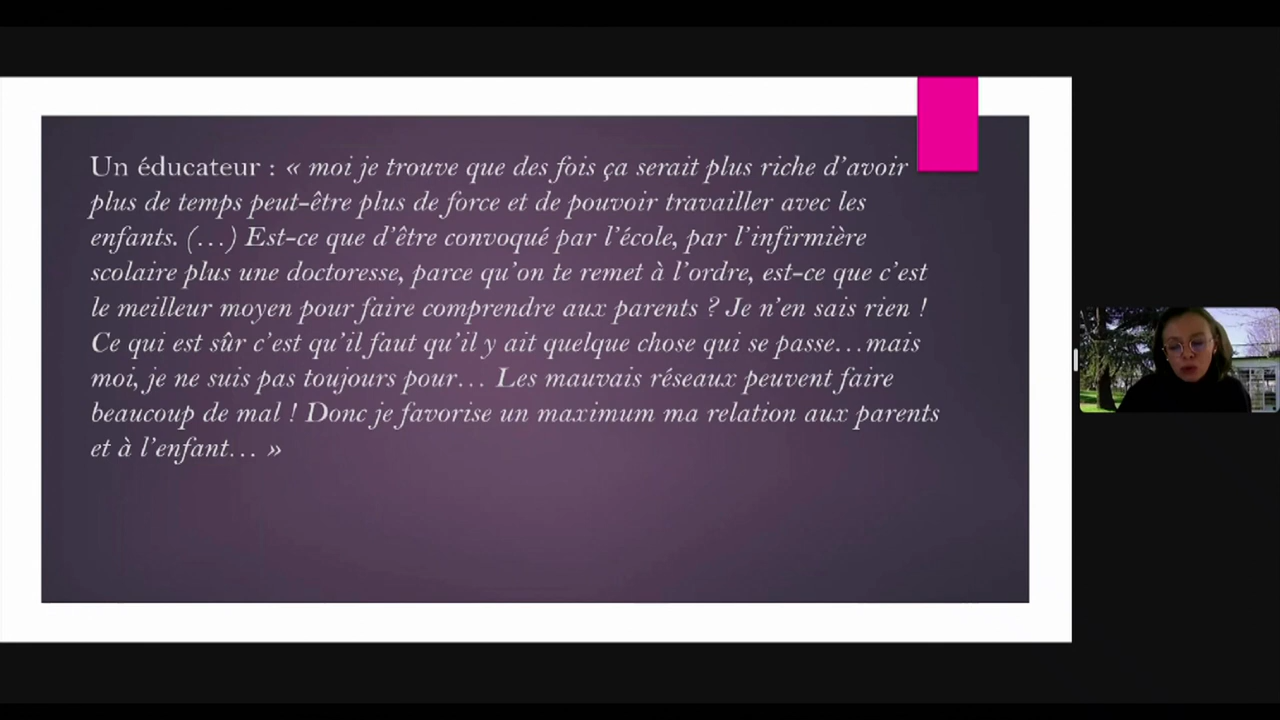 Un éducateur : « moi je trouve que des fois ça serait plus riche d’avoir
plus de temps peut-être plus de force et de pouvoir travailler avec les
enfants. (…) Est-ce que d’être convoqué par l’école, par l’infirmière
scolaire plus une doctoresse, parce qu’on te remet à l’ordre, est-ce que c’est
le meilleur moyen pour faire comprendre aux parents ? Je n’en sais rien !
Ce qui est sûr c’est qu’il faut qu’il y ait quelque chose qui se passe…mais
moi, je ne suis pas toujours pour… Les mauvais réseaux peuvent faire
beaucoup de mal ! Donc je favorise un maximum ma relation aux parents
et à l’enfant… »